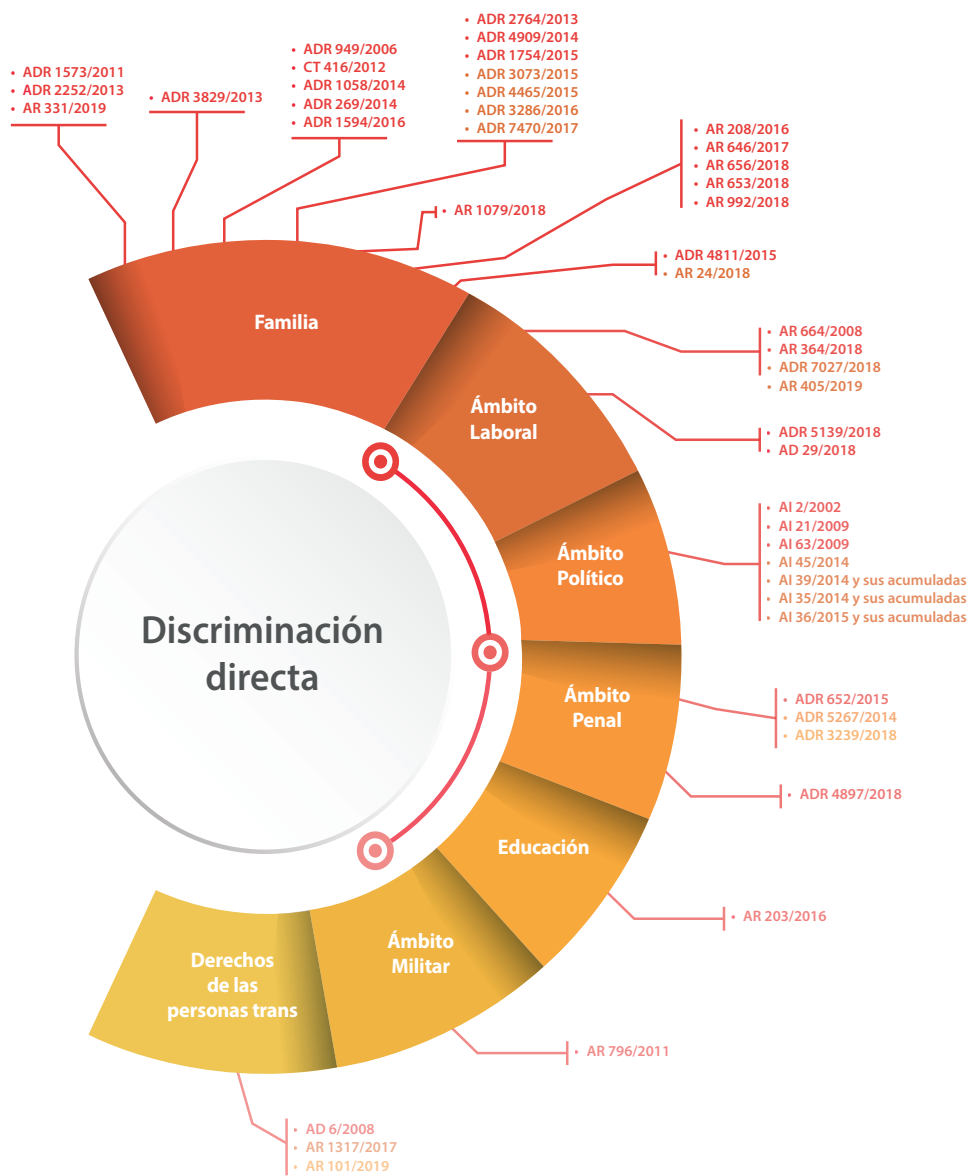 • ADR 1573/2011
• ADR 2252/2013
• AR 331/2019
• ADR 3829/2013
• ADR 949/2006
• CT 416/2012
• ADR 1058/2014
• ADR 269/2014
• ADR 1594/2016
• ADR 2764/2013
• ADR 4909/2014
• ADR 1754/2015
• ADR 3073/2015
• ADR 4465/2015
• ADR 3286/2016
• ADR 7470/2017
• AR 1079/2018
• AR 208/2016
• AR 646/2017
• AR 656/2018
• AR 653/2018
• AR 992/2018
• ADR 4811/2015
• AR 24/2018
Familia
• AR 664/2008
• AR 364/2018
• ADR 7027/2018
• AR 405/2019
• ADR 5139/2018
• AD 29/2018
Ámbito
Laboral
• AI 2/2002
• AI 21/2009
• AI 63/2009
• AI 45/2014
• AI 39/2014 y sus acumuladas
• AI 35/2014 y sus acumuladas
• AI 36/2015 y sus acumuladas
Ámbito
Político
Discriminación
directa
• ADR 652/2015
• ADR 5267/2014
• ADR 3239/2018
• ADR 4897/2018
Ámbito
Penal
Educación
• AR 203/2016
Ámbito
Militar
• AR 796/2011
Derechos
de las
personas trans
• AD 6/2008
• AR 1317/2017
• AR 101/2019